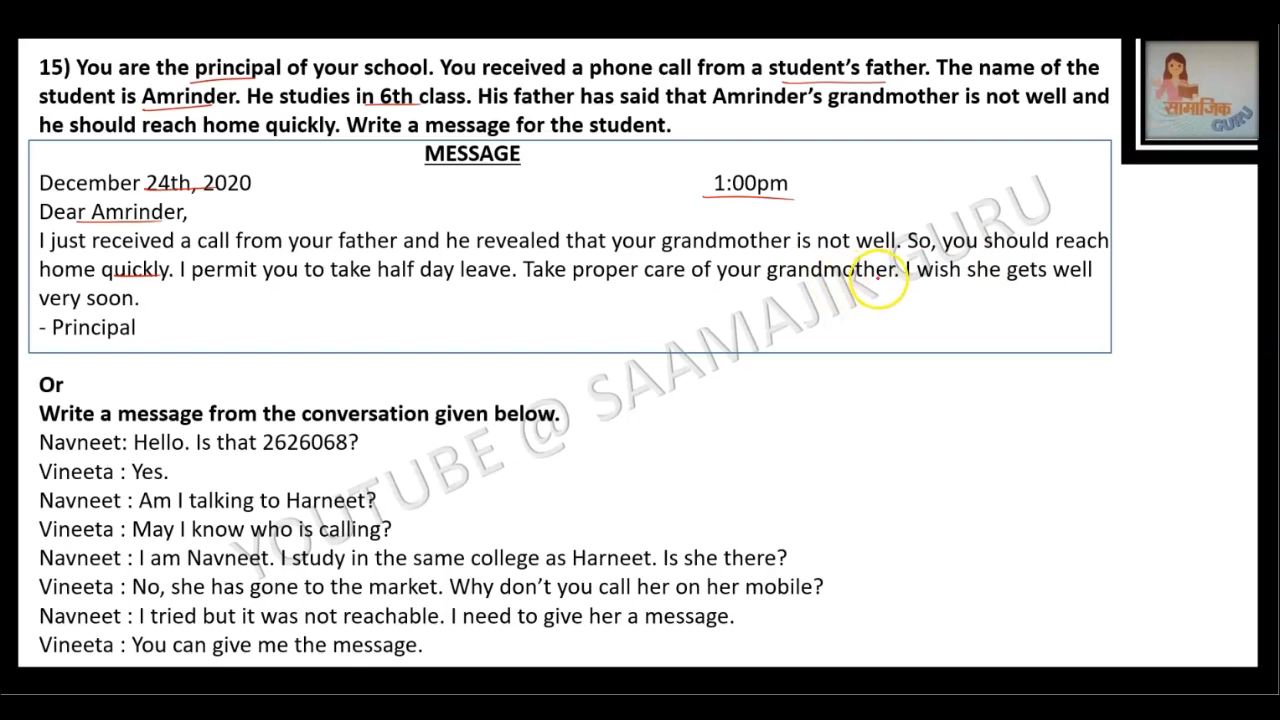 15) You are the principal of your school. You received a phone call from a student's father. The name of the
student is Amrinder. He studies in 6th class. His father has said that Amrinder's grandmother is not well and
he should reach home quickly. Write a message for the student.
MESSAGE
December 24th, 2020 1:00pm
Dear Amrinder,
I just received a call from your father and he revealed that your grandmother is not well. So, you should reach
home quickly. I permit you to take half day leave. Take proper care of your grandmother. I wish she gets well
very soon.
- Principal
Or
Write a message from the conversation given below.
Navneet: Hello. Is that 2626068?
Vineeta : Yes.
Navneet : Am I talking to Harneet?
Vineeta : May I know who is calling?
Navneet : I am Navneet. I study in the same college as Harneet. Is she there?
Vineeta : No, she has gone to the market. Why don't you call her on her mobile?
Navneet : I tried but it was not reachable. I need to give her a message.
Vineeta : You can give me the message.
YOUTUBE @ SAAMAJIK GURU
सामाजिक
GURU